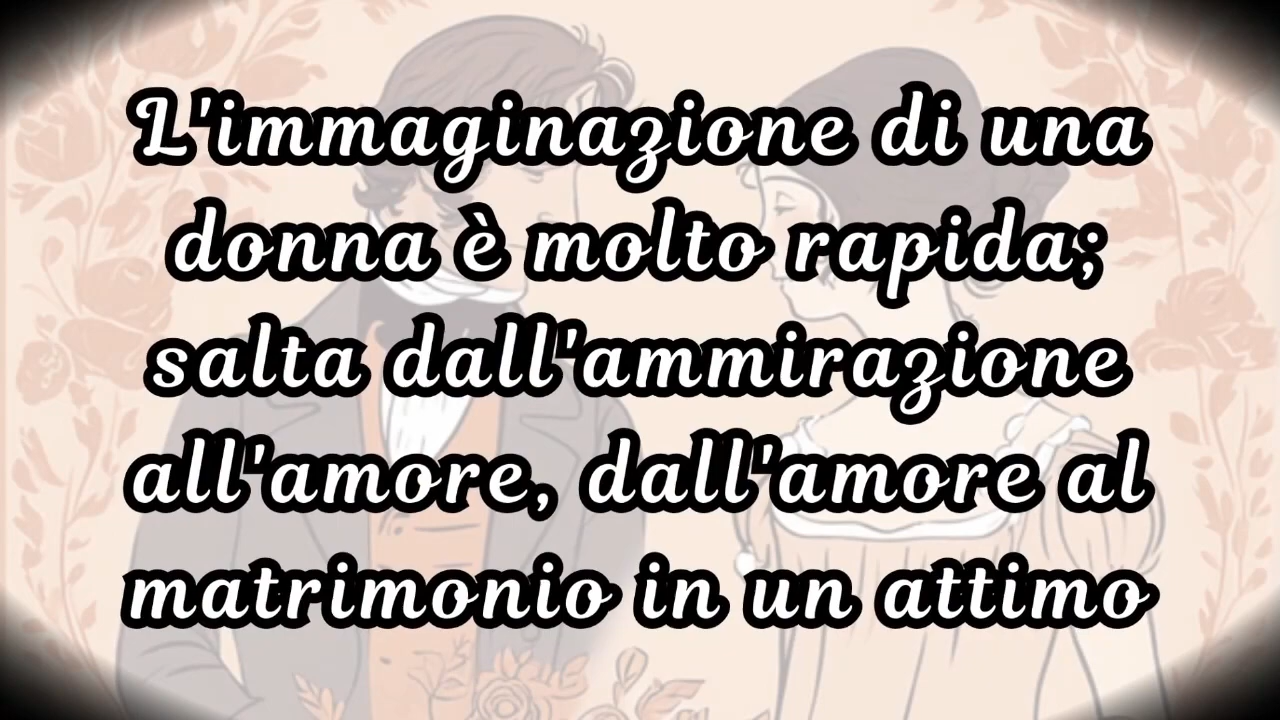 L'immaginazione di una
donna è molto rapida;
salta dall'ammirazione
all'amore, dall'amore al
matrimonio in un attimo